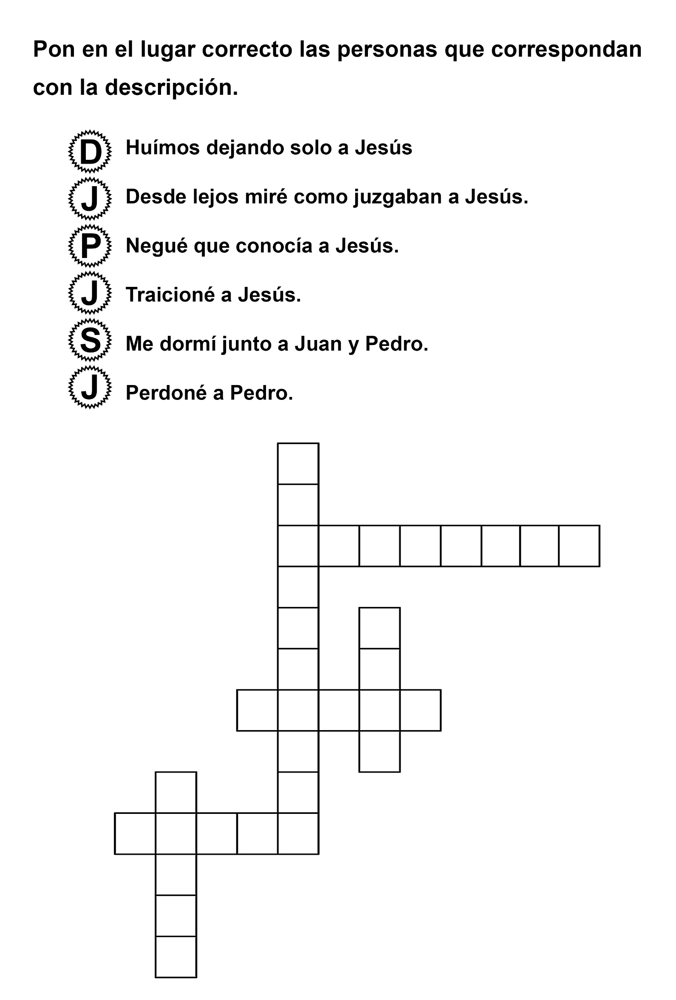 Pon en el lugar correcto las personas que correspondan
con la descripción.
D Huímos dejando solo a Jesús
J Desde lejos miré como juzgaban a Jesús.
P Negué que conocía a Jesús.
J Traicioné a Jesús.
S Me dormí junto a Juan y Pedro.
J Perdoné a Pedro.